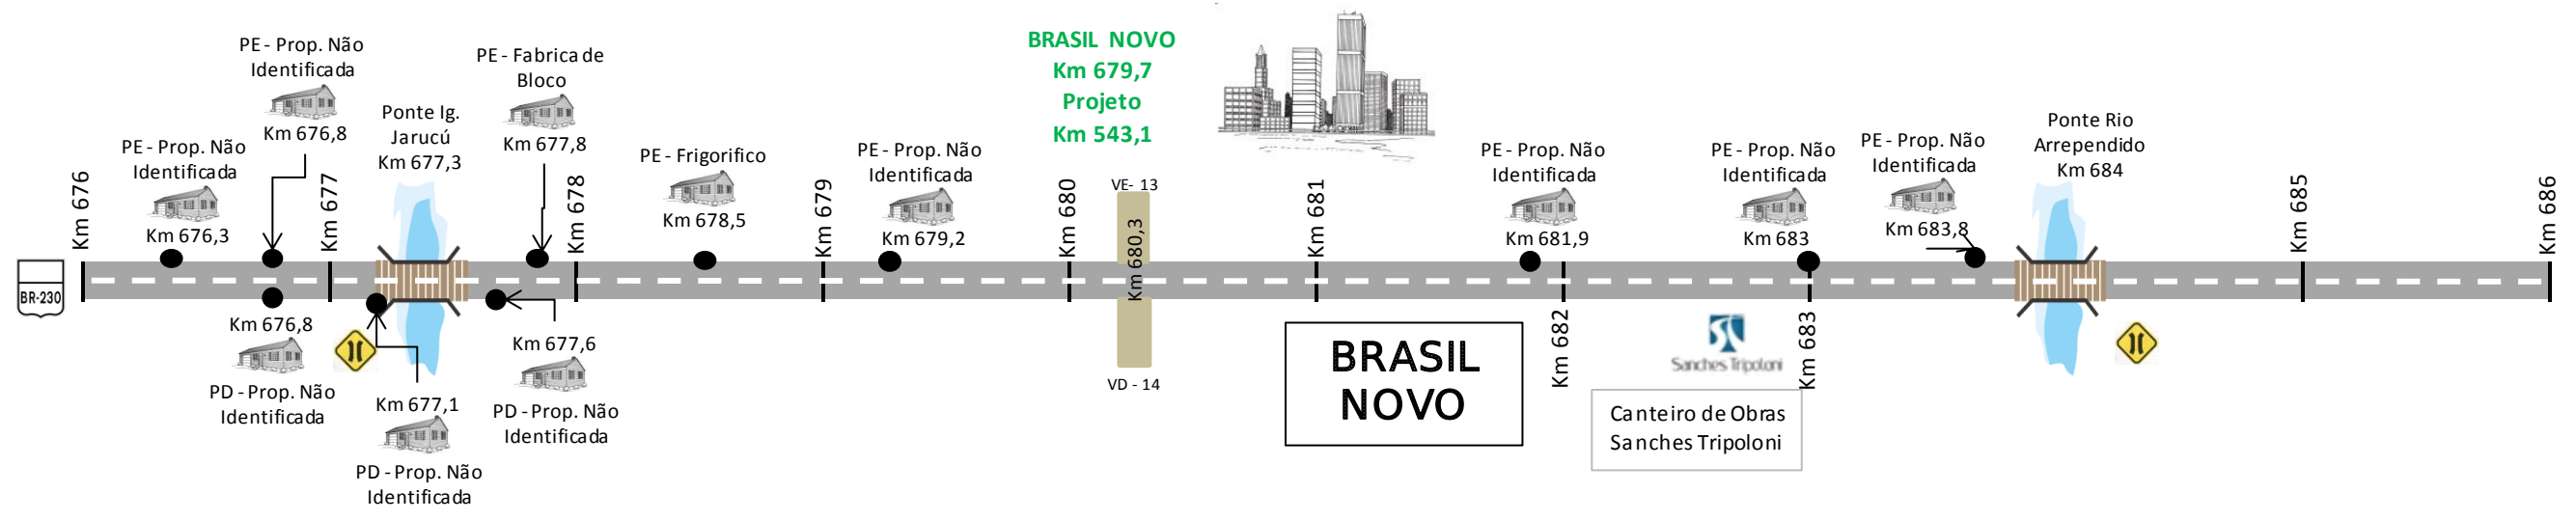 PE - Prop. Não
Identificada
Km 676,3
PE - Prop. Não
Identificada
Km 676,8
Ponte Ig.
Jarucú
Km 677,3
PE - Fabrica de
Bloco
Km 677,8
PE - Frigorifico
Km 678,5
PE - Prop. Não
Identificada
Km 679,2
BRASIL NOVO
Km 679,7
Projeto
Km 543,1
PE - Prop. Não
Identificada
Km 681,9
PE - Prop. Não
Identificada
Km 683
PE - Prop. Não
Identificada
Km 683,8
Ponte Rio
Arrependido
Km 684
Km 676
Km 677
Km 678
Km 679
Km 680
VE- 13
Km 680,3
VD - 14
Km 681
Km 682
Km 683
Km 685
Km 686
BR-230
Km 676,8
PD - Prop. Não
Identificada
Km 677,1
PD - Prop. Não
Identificada
Km 677,6
PD - Prop. Não
Identificada
BRASIL
NOVO
Sanches Tripoloni
Canteiro de Obras
Sanches Tripoloni